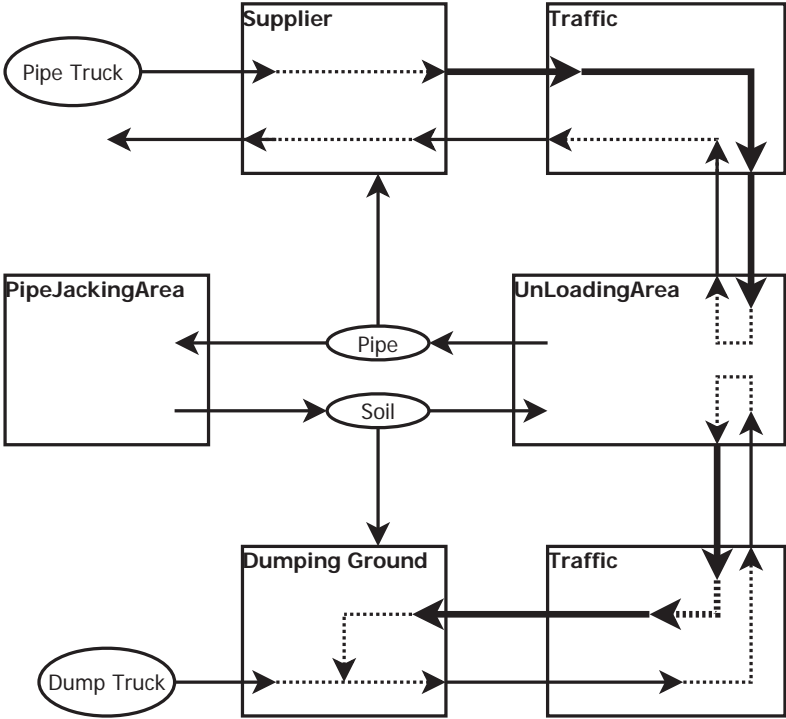 Supplier
Traffic
Pipe Truck
PipeJackingArea
UnLoadingArea
Pipe
Soil
Dumping Ground
Traffic
Dump Truck